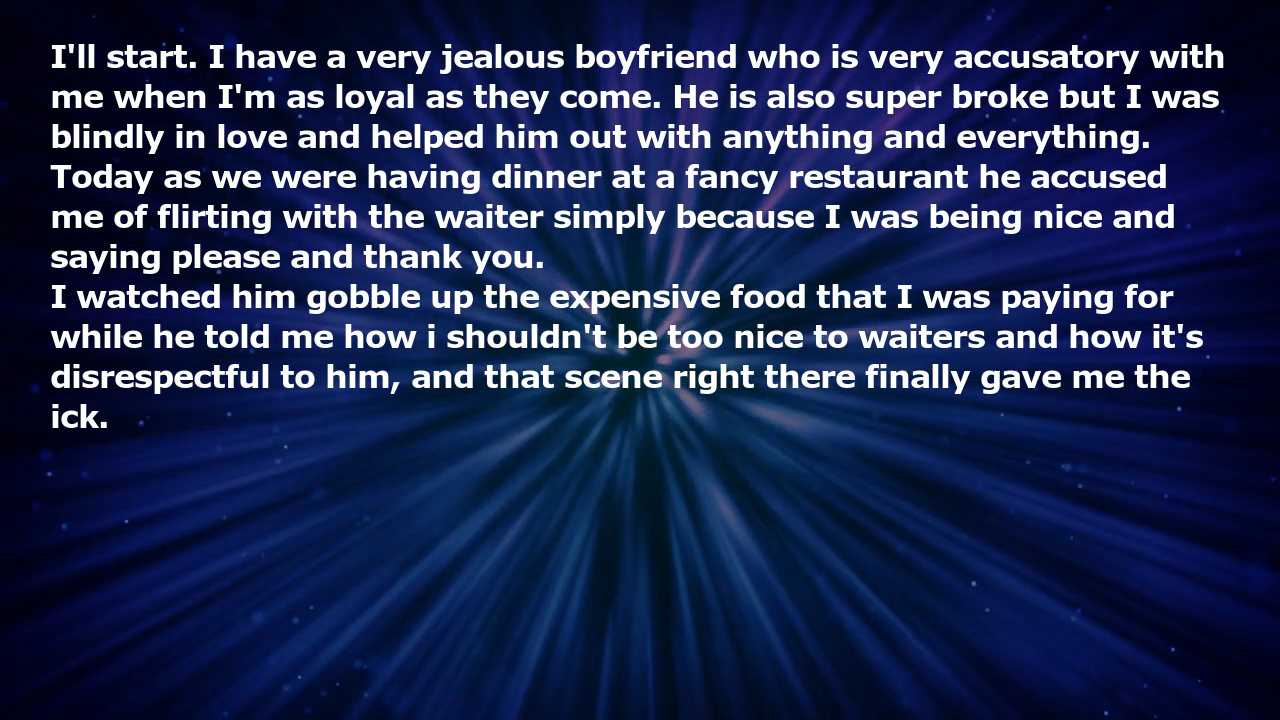 I'll start. I have a very jealous boyfriend who is very accusatory with
me when I'm as loyal as they come. He is also super broke but I was
blindly in love and helped him out with anything and everything.
Today as we were having dinner at a fancy restaurant he accused
me of flirting with the waiter simply because I was being nice and
saying please and thank you.
I watched him gobble up the expensive food that I was paying for
while he told me how i shouldn't be too nice to waiters and how it's
disrespectful to him, and that scene right there finally gave me the
ick.